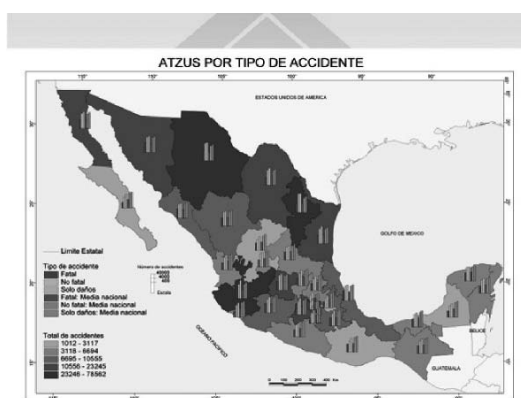 ATZUS POR TIPO DE ACCIDENTE
ESTADOS UNIDOS DE AMERICA
GOLFO DE MEXICO
Límite Estatal
Tipo de accidente
Fatal
No fatal
Solo daños
Fatal: Media nacional
No fatal: Media nacional
Solo daños: Media nacional
Número de accidentes
Escala
Total de accidentes
1012 - 3117
3118 - 6694
6695 - 10555
10556 - 23245
23246 - 78562
OCEANO PACIFICO
BELICE
GUATEMALA